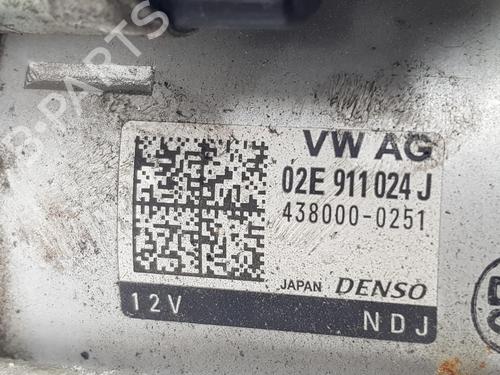 B-PARTS
VW AG
02E 911 024 J
438000-0251
JAPAN DENSO
12V NDJ